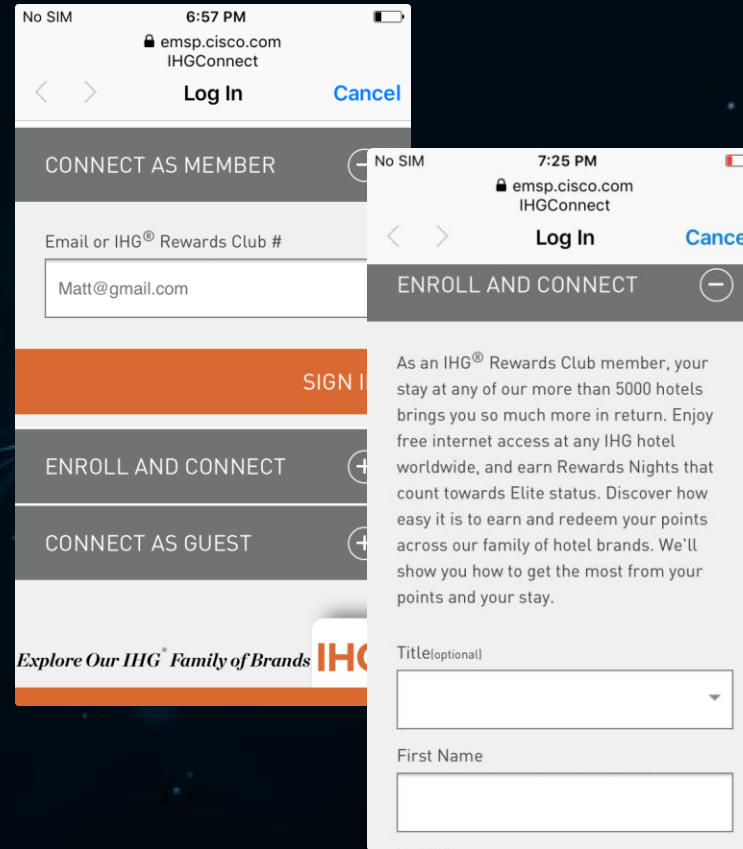 No SIM 6:57 PM
emsp.cisco.com
IHGConnect
Log In Cancel
CONNECT AS MEMBER
Email or IHG® Rewards Club #
Matt@gmail.com
SIGN I
ENROLL AND CONNECT
CONNECT AS GUEST
Explore Our IHG® Family of Brands IHG
No SIM 7:25 PM
emsp.cisco.com
IHGConnect
Log In Cance
ENROLL AND CONNECT
As an IHG® Rewards Club member, your
stay at any of our more than 5000 hotels
brings you so much more in return. Enjoy
free internet access at any IHG hotel
worldwide, and earn Rewards Nights that
count towards Elite status. Discover how
easy it is to earn and redeem your points
across our family of hotel brands. We'll
show you how to get the most from your
points and your stay.
Title(optional)
First Name